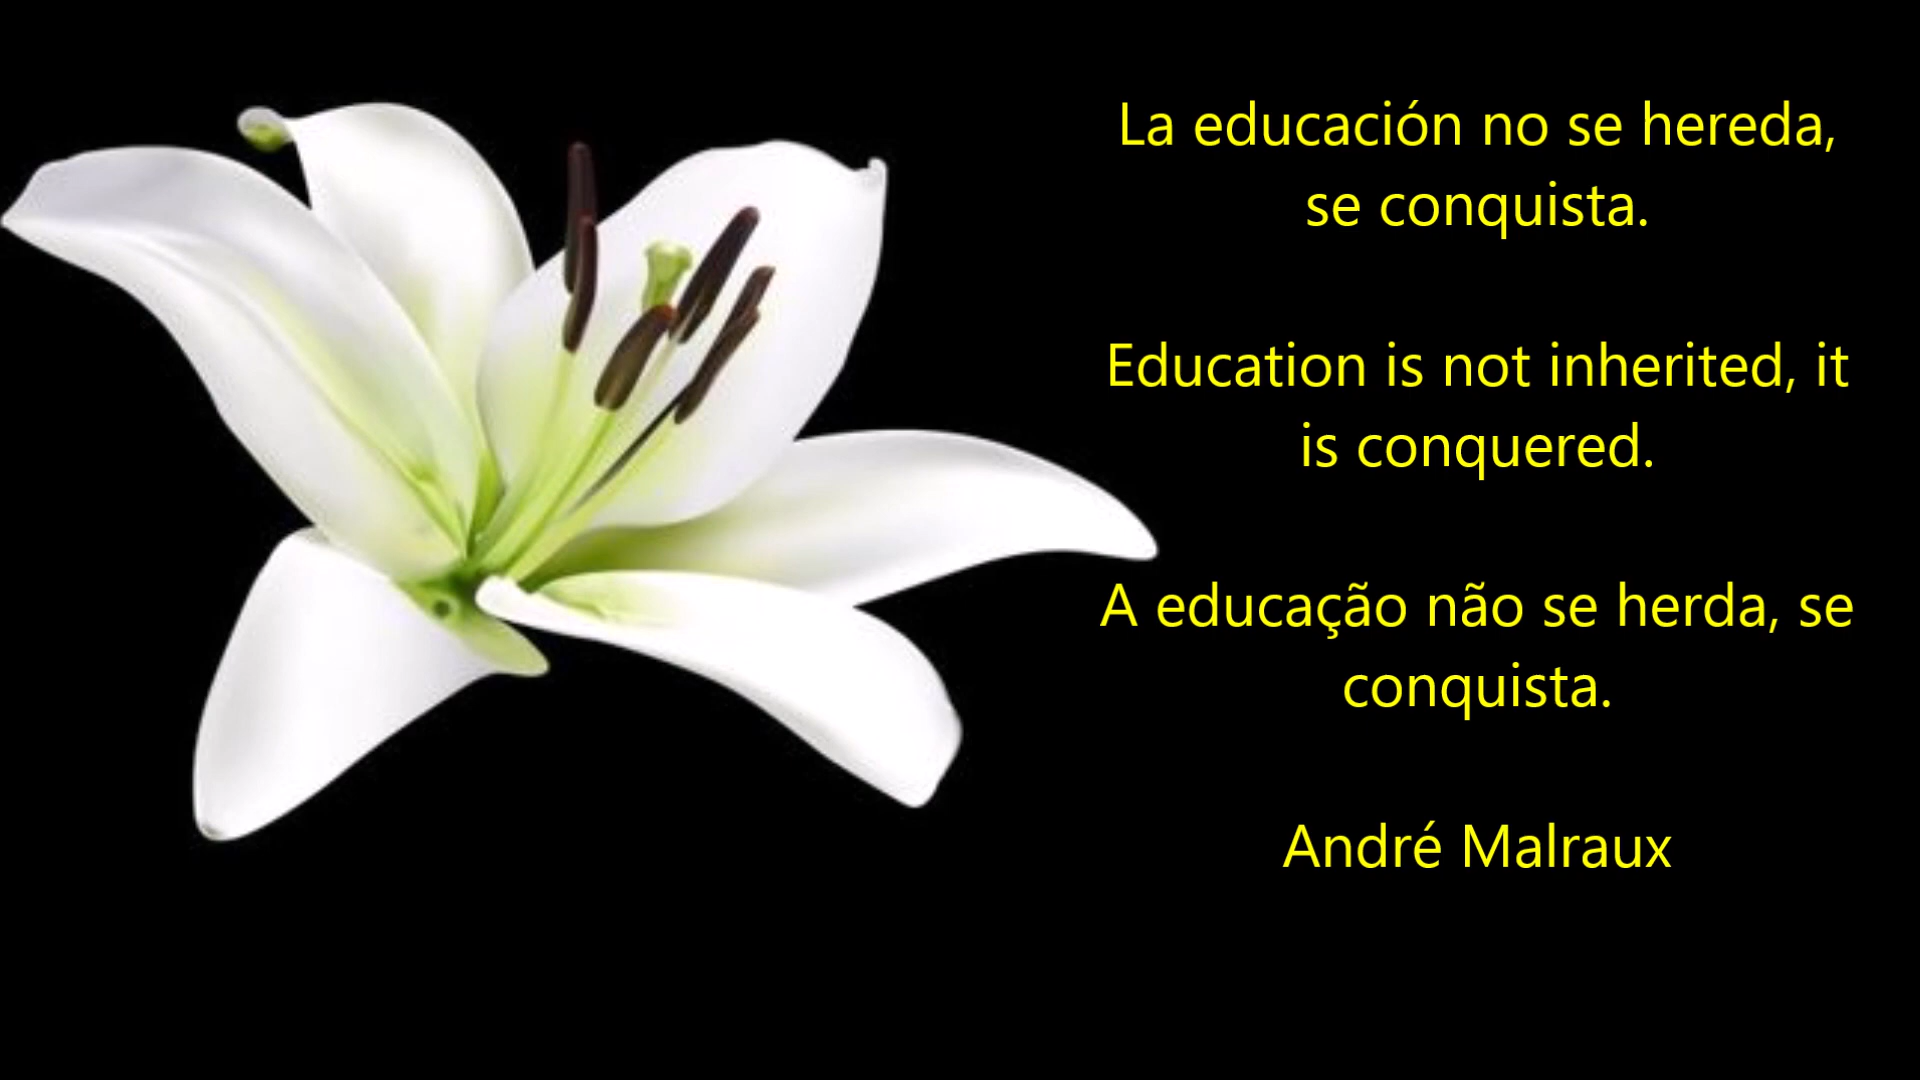 La educación no se hereda,
se conquista.
Education is not inherited, it
is conquered.
A educação não se herda, se
conquista.
André Malraux